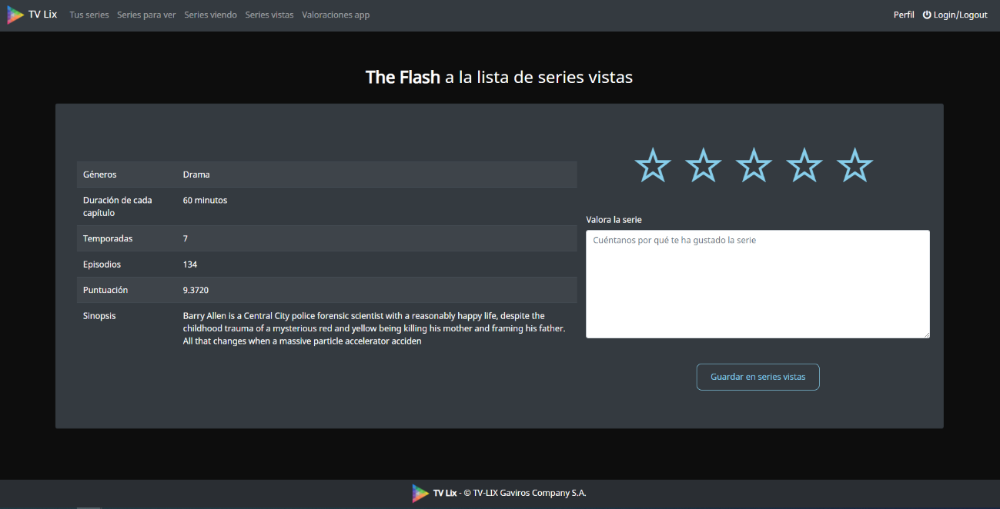 TV Lix Tus series Series para ver Series viendo Series vistas Valoraciones app Perfil Login/Logout
The Flash a la lista de series vistas
Géneros Drama
Duración de cada capítulo 60 minutos
Temporadas 7
Episodios 134
Puntuación 9.3720
Sinopsis Barry Allen is a Central City police forensic scientist with a reasonably happy life, despite the
childhood trauma of a mysterious red and yellow being killing his mother and framing his father.
All that changes when a massive particle accelerator acciden
Valora la serie
Cuéntanos por qué te ha gustado la serie
Guardar en series vistas
TV Lix - © TV-LIX Gaviros Company S.A.